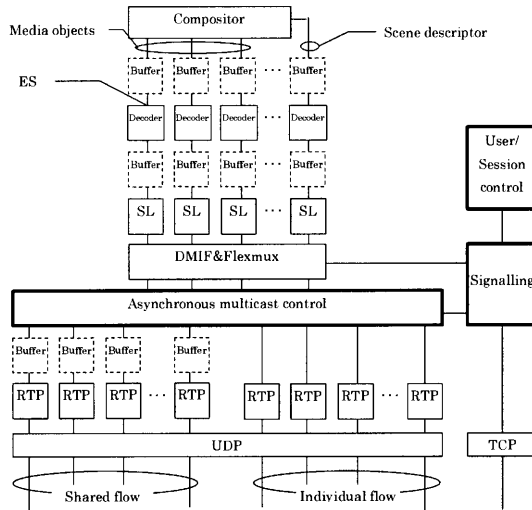 Compositor
Media objects
Scene descriptor
Buffer Buffer Buffer ··· Buffer
ES
Decoder Decoder Decoder ··· Decoder
User/
Session
control
Buffer Buffer Buffer ··· Buffer
SL SL SL ··· SL
DMIF&Flexmux
Signalling
Asynchronous multicast control
Buffer Buffer Buffer Buffer
RTP RTP RTP ··· RTP RTP RTP RTP ··· RTP
UDP
TCP
Shared flow
Individual flow